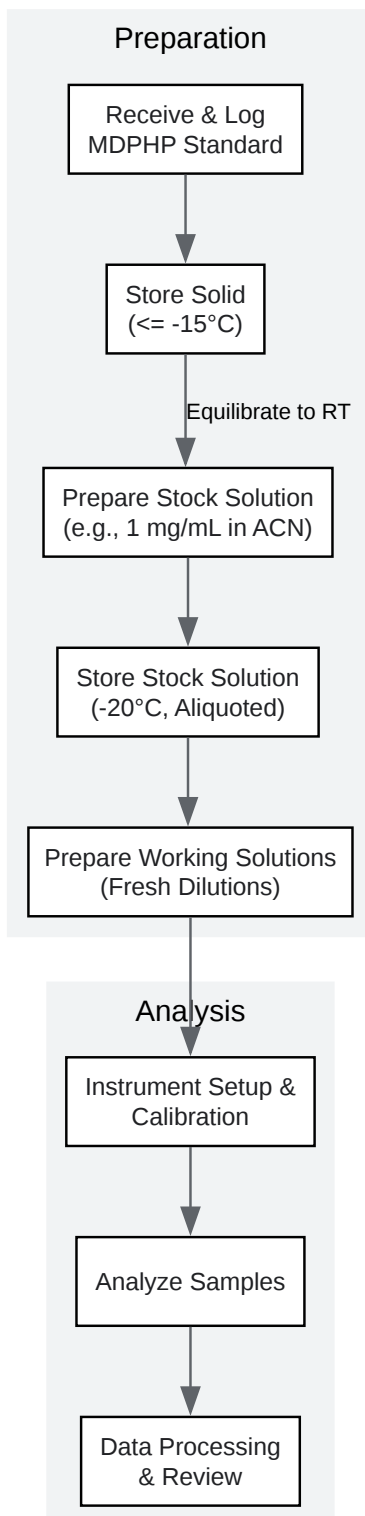 Preparation
Receive & Log
MDPHP Standard
Store Solid
(<= -15°C)
Equilibrate to RT
Prepare Stock Solution
(e.g., 1 mg/mL in ACN)
Store Stock Solution
(-20°C, Aliquoted)
Prepare Working Solutions
(Fresh Dilutions)
Analysis
Instrument Setup &
Calibration
Analyze Samples
Data Processing
& Review